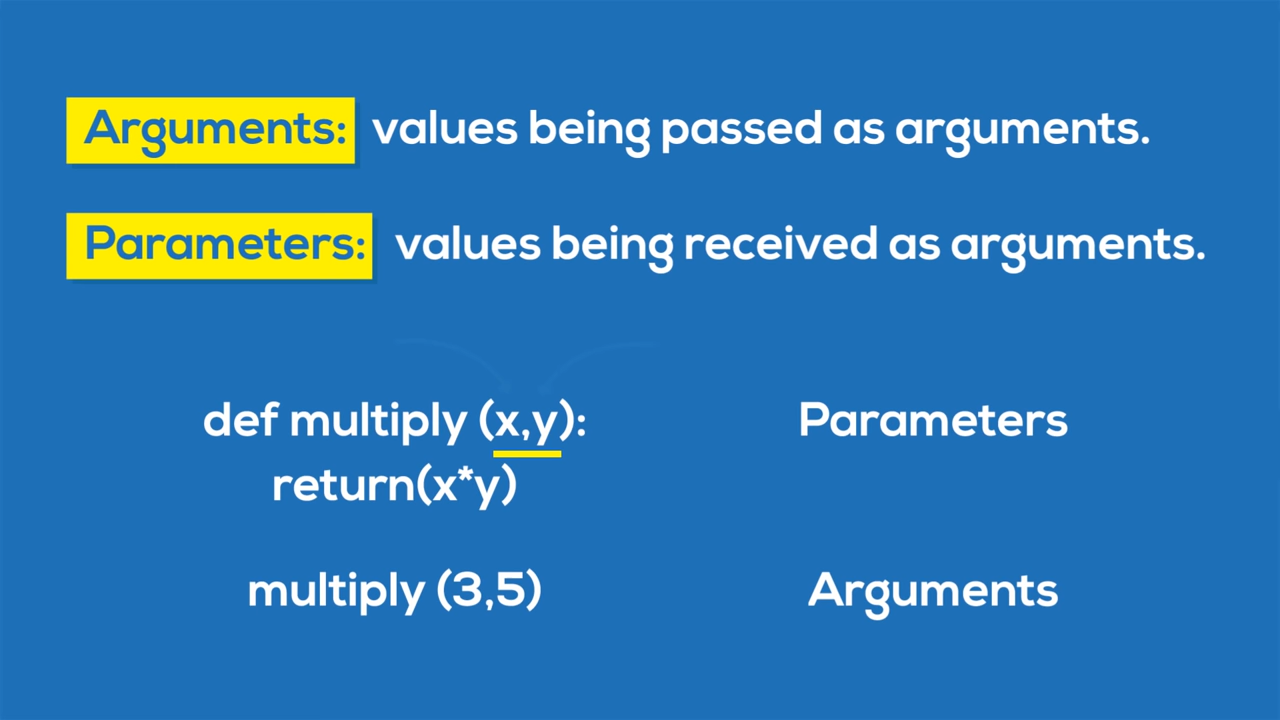 Arguments: values being passed as arguments.
Parameters: values being received as arguments.
def multiply (x,y): Parameters
return(x*y)
multiply (3,5) Arguments